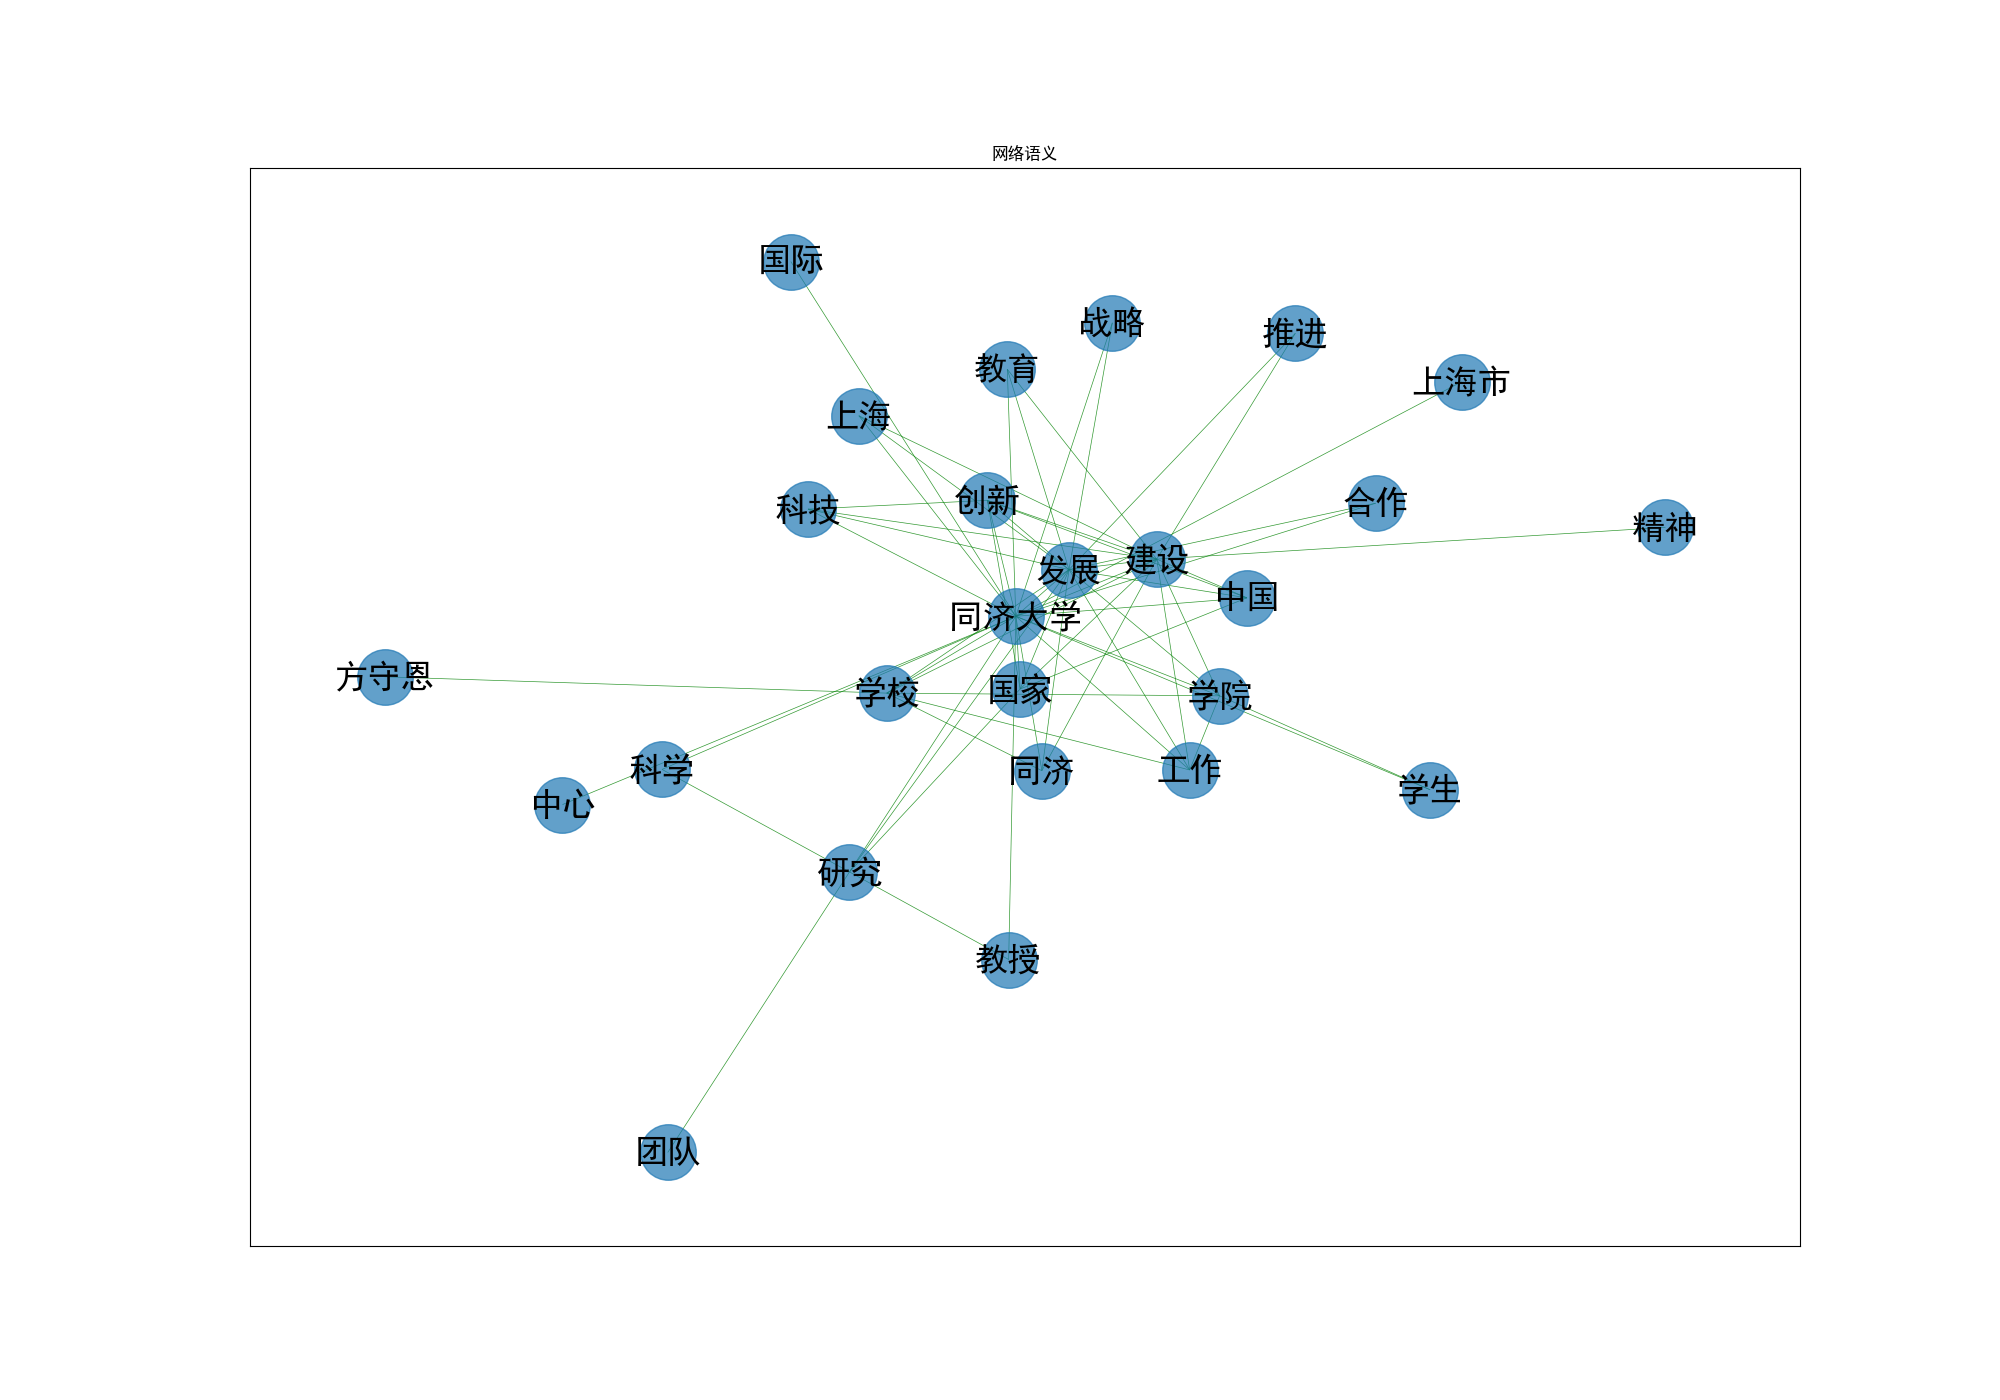 网络语义
国际
战略
推进
教育
上海市
上海
创新
合作
科技
精神
建设
发展
中国
同济大学
方守恩
学校
国家
学院
科学
同济
工作
学生
中心
研究
教授
团队